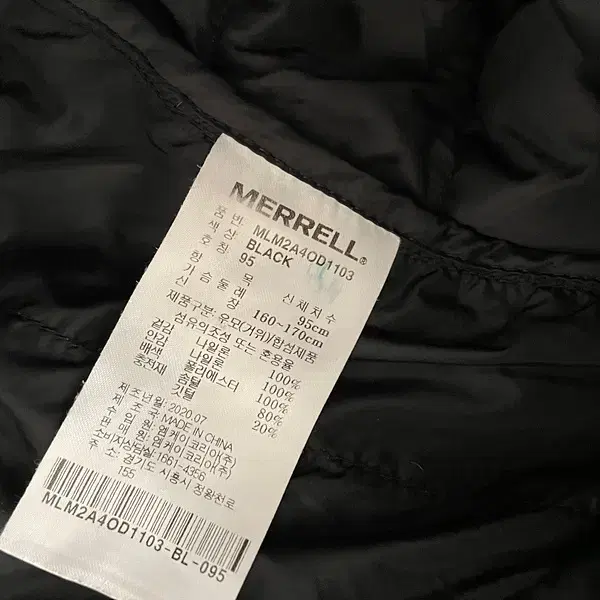 MERRELL®
품 번: MLM2A4OD1103
색 상: BLACK
호 칭: 95
항 목 신체치수
가슴둘레 95cm
신 장 160~170cm
제품구분: 우모(거위)/합섬제품
섬유의조성 또는 혼용율
겉감 나일론 100%
안감 나일론 100%
배색 폴리에스터 100%
충전재 솜털 80%
깃털 20%
제조년월: 2020.07
제 조: MADE IN CHINA
수 입 원: 엠케이코리아(주)
판 매 원: 엠케이코리아(주)
소비자상담실: 1661-4356
주 소: 경기도 시흥시 정왕천로
155
MLM2A4OD1103-BL-095